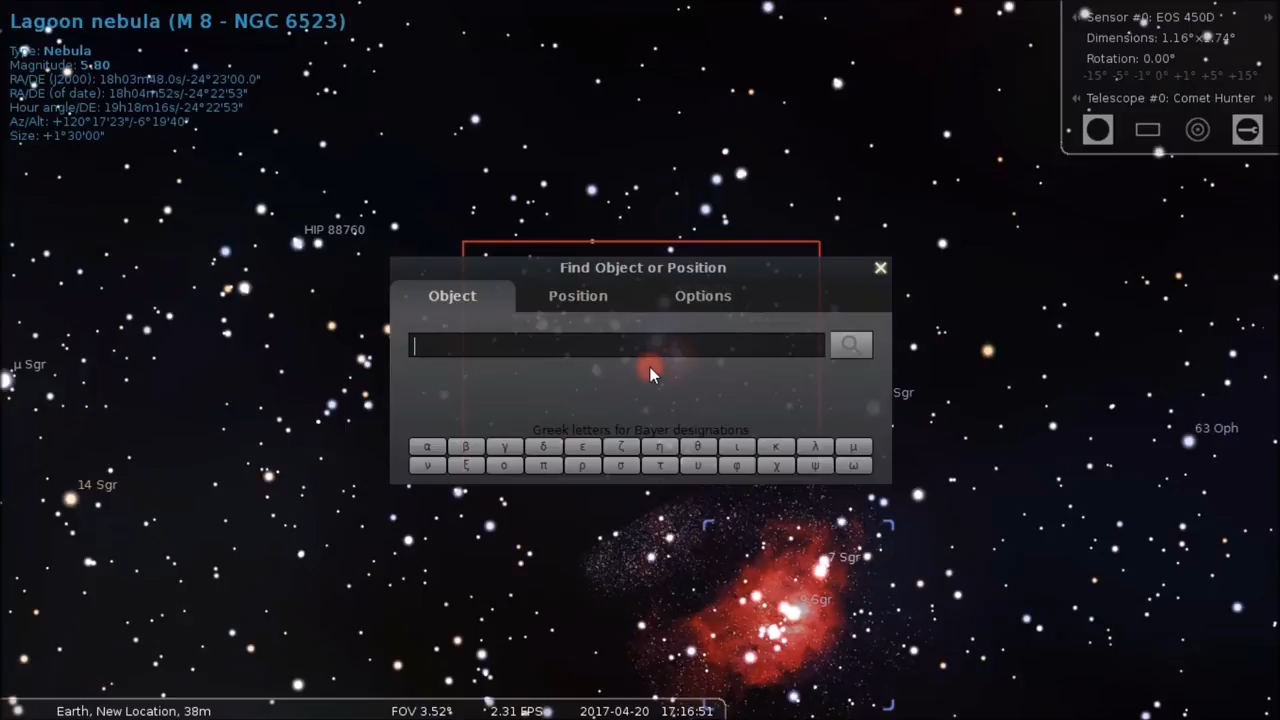 Lagoon nebula (M 8 - NGC 6523)
Type: Nebula
Magnitude: 5.80
RA/DE (J2000): 18h03m48.0s/-24°23'00.0"
RA/DE (of date): 18h04m52s/-24°22'53"
Hour angle/DE: 19h18m16s/-24°22'53"
Az/Alt: +120°17'23"/-6°19'40"
Size: +1°30'00"
Sensor #0: EOS 450D
Dimensions: 1.16°x1.74°
Rotation: 0.00°
-15° -5° -1° 0° +1° +5° +15°
Telescope #0: Comet Hunter
HIP 88760
Find Object or Position
Object Position Options
μ Sgr
Sgr
63 Oph
Greek letters for Bayer designations
α β γ δ ε ζ η θ ι κ λ μ
ν ξ ο π ρ σ τ υ φ χ ψ ω
14 Sgr
7 Sgr
9 Sgr
Earth, New Location, 38m FOV 3.52° 2.31 FPS 2017-04-20 17:16:51